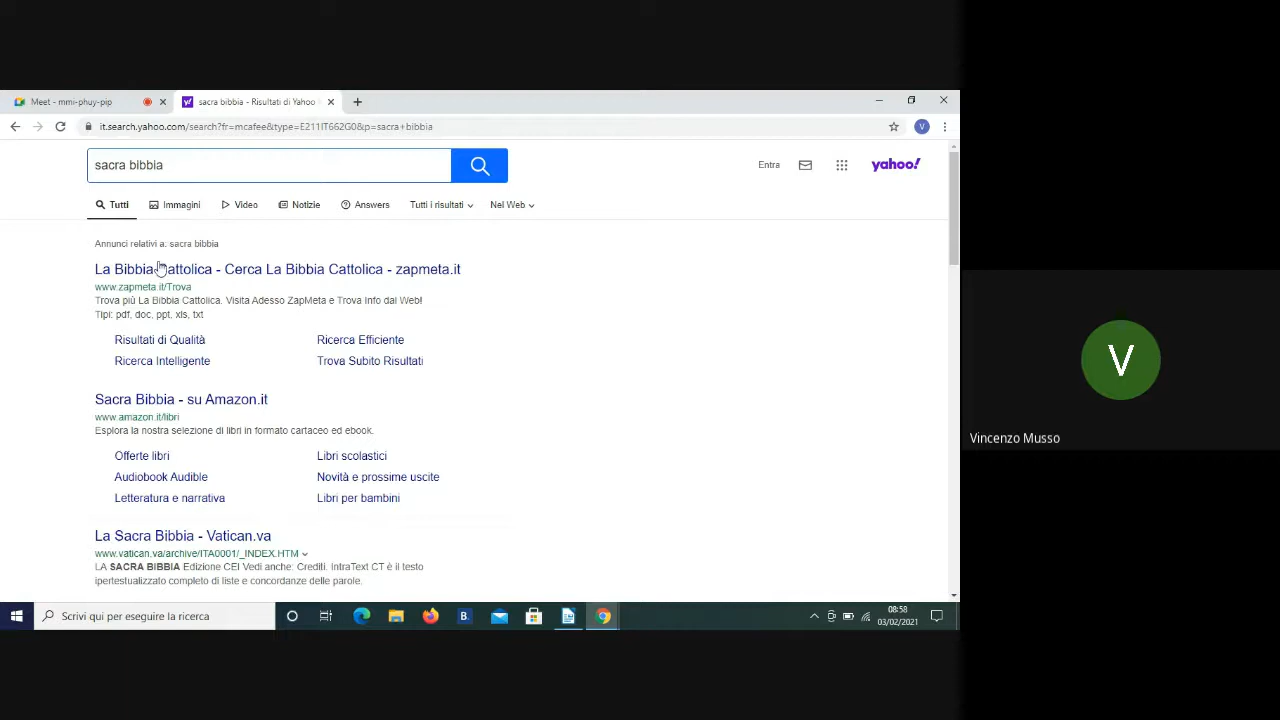 Meet - mmi-phuy-pip
sacra bibbia - Risultati di Yahoo
it.search.yahoo.com/search?fr=mcafee&type=E211IT662G0&p=sacra+bibbia
V
sacra bibbia
Entra
yahoo!
Tutti
Immagini
Video
Notizie
Answers
Tutti i risultati
Nel Web
Annunci relativi a: sacra bibbia
La Bibbia Cattolica - Cerca La Bibbia Cattolica - zapmeta.it
www.zapmeta.it/Trova
Trova più La Bibbia Cattolica. Visita Adesso ZapMeta e Trova Info dal Web!
Tipi: pdf, doc, ppt, xls, txt
Risultati di Qualità
Ricerca Efficiente
Ricerca Intelligente
Trova Subito Risultati
Sacra Bibbia - su Amazon.it
www.amazon.it/libri
Esplora la nostra selezione di libri in formato cartaceo ed ebook.
Offerte libri
Libri scolastici
Audiobook Audible
Novità e prossime uscite
Letteratura e narrativa
Libri per bambini
La Sacra Bibbia - Vatican.va
www.vatican.va/archive/ITA0001/_INDEX.HTM
LA SACRA BIBBIA Edizione CEI Vedi anche: Crediti. IntraText CT è il testo
ipertestualizzato completo di liste e concordanze delle parole.
Scrivi qui per eseguire la ricerca
B.
08:58
03/02/2021
V
Vincenzo Musso